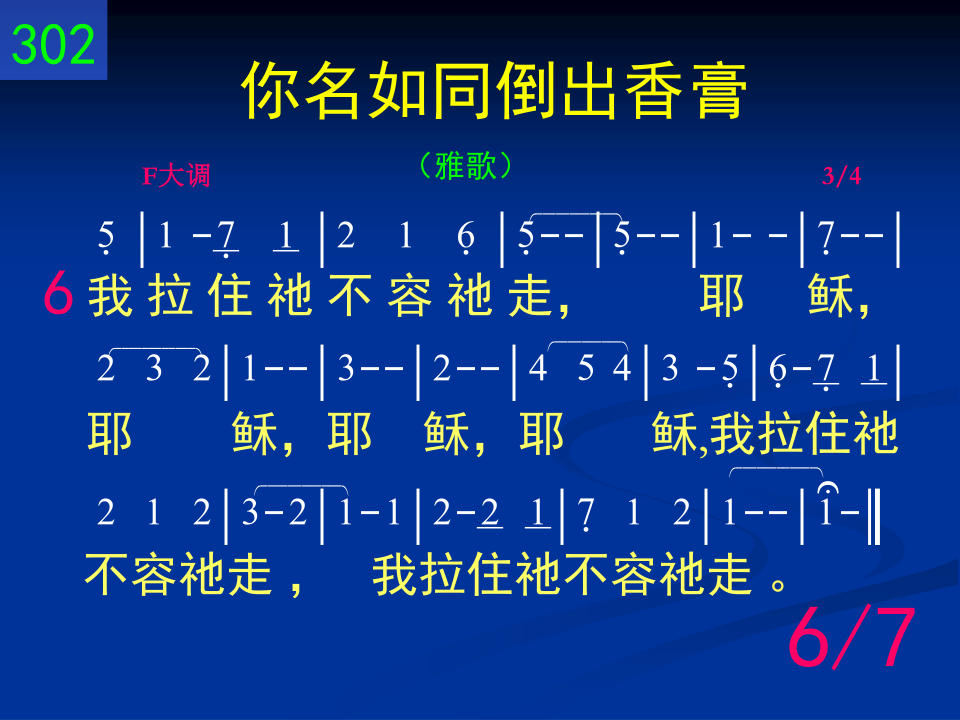 302
你名如同倒出香膏
（雅歌）
F大调 3/4
5̣ | 1 - 7̣ 1 | 2 1 6̣ | 5̣ - - | 5̣ - - | 1 - - | 7̣ - - |
6 我拉住祂不容祂走， 耶 稣，
2 3 2 | 1 - - | 3 - - | 2 - - | 4 5 4 | 3 - 5̣ | 6̣ - 7̣ 1 |
耶 稣，耶 稣，耶 稣,我拉住祂
2 1 2 | 3 - 2 | 1 - 1 | 2 - 2 1 | 7̣ 1 2 | 1 - - | 1 - ‖
不容祂走， 我拉住祂不容祂走。
6/7